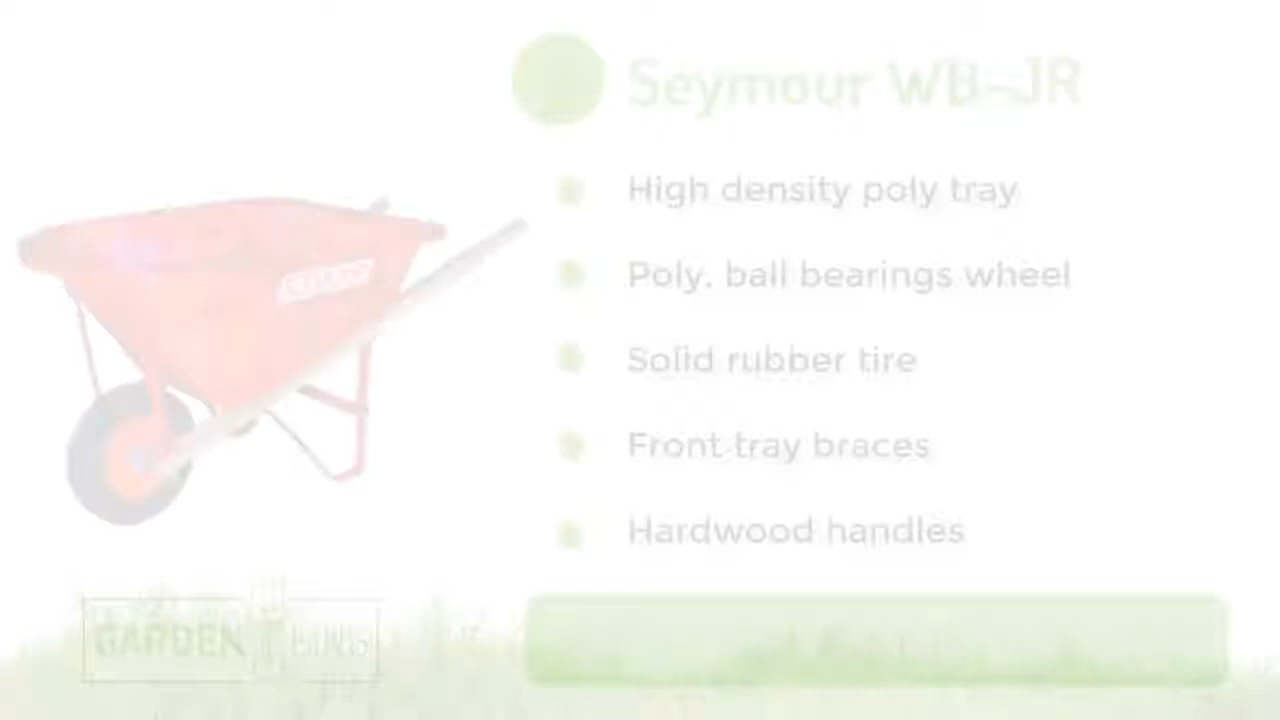 Seymour WB-JR
High density poly tray
Poly. ball bearings wheel
Solid rubber tire
Front tray braces
Hardwood handles
GARDEN